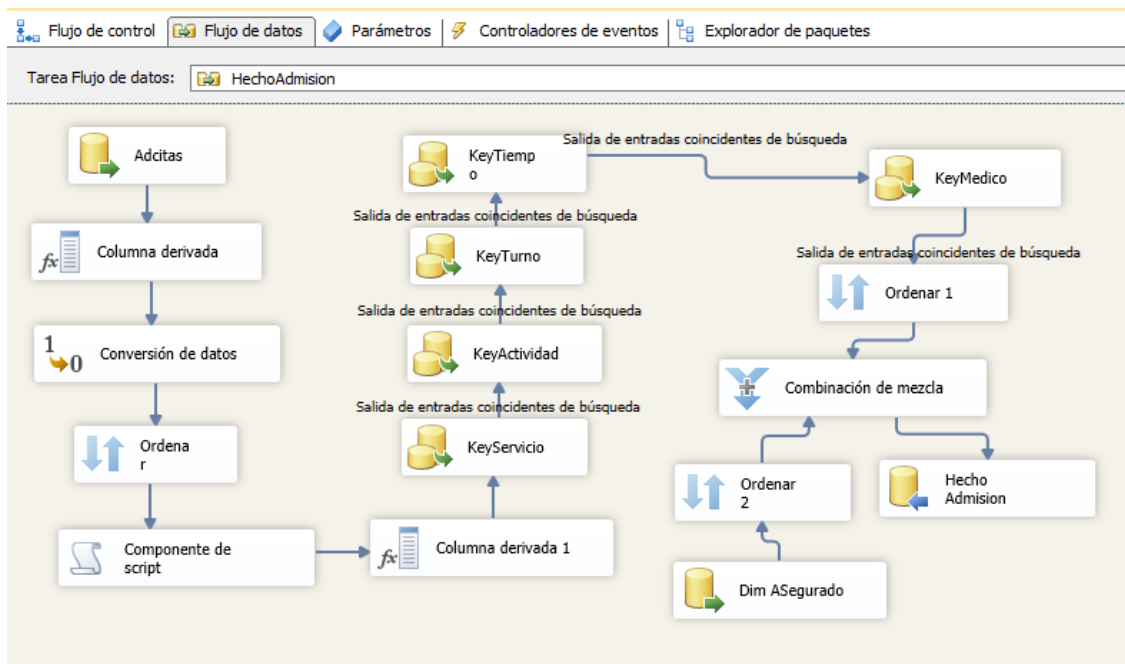 Flujo de control
Flujo de datos
Parámetros
Controladores de eventos
Explorador de paquetes
Tarea Flujo de datos:
HechoAdmision
Adcitas
fx
Columna derivada
1
0
Conversión de datos
Ordena
r
Componente de
script
fx
Columna derivada 1
KeyServicio
Salida de entradas coincidentes de búsqueda
KeyActividad
Salida de entradas coincidentes de búsqueda
KeyTurno
Salida de entradas coincidentes de búsqueda
KeyTiemp
o
Salida de entradas coincidentes de búsqueda
KeyMedico
Salida de entradas coincidentes de búsqueda
Ordenar 1
Combinación de mezcla
Ordenar
2
Dim ASegurado
Hecho
Admision